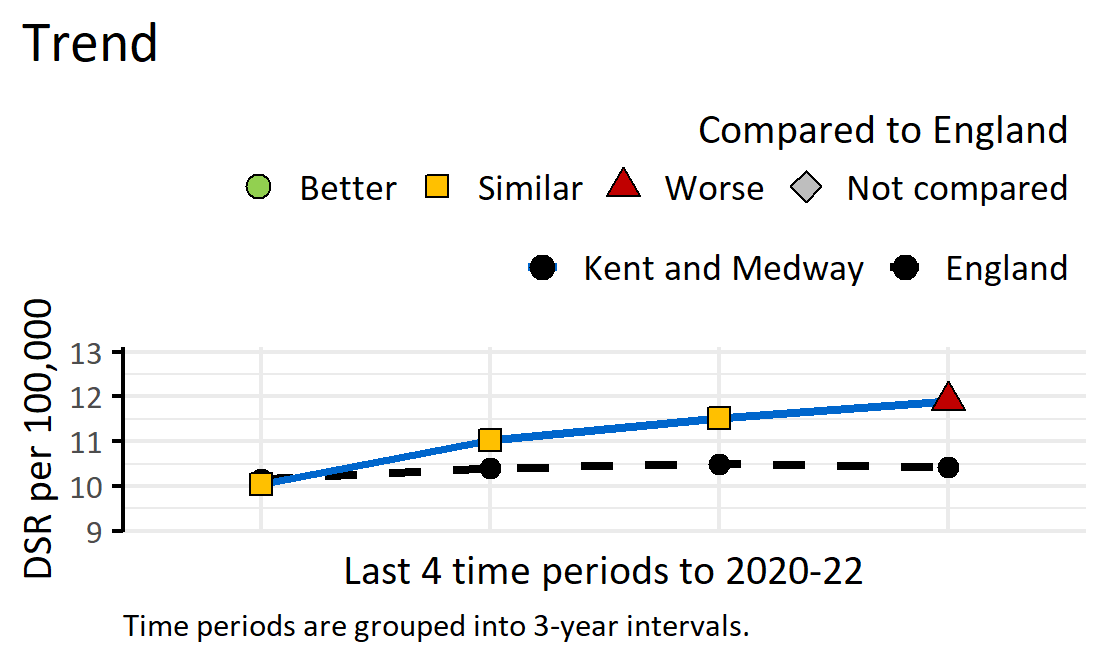 Trend
Compared to England
Better Similar Worse Not compared
Kent and Medway England
DSR per 100,000
13
12
11
10
9
Last 4 time periods to 2020-22
Time periods are grouped into 3-year intervals.